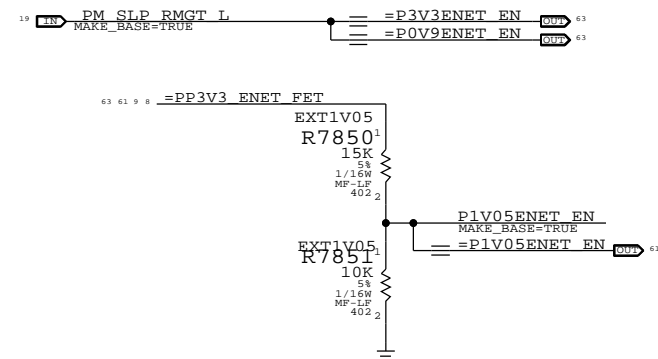 19 IN PM_SLP_RMGT_L =P3V3ENET_EN OUT 63
MAKE_BASE=TRUE
=P0V9ENET_EN OUT 63
63 61 9 8 =PP3V3_ENET_FET
EXT1V05
R7850 1
15K
5%
1/16W
MF-LF
402 2
P1V05ENET_EN
MAKE_BASE=TRUE
EXT1V05 =P1V05ENET_EN OUT 61
R7851 1
10K
5%
1/16W
MF-LF
402 2